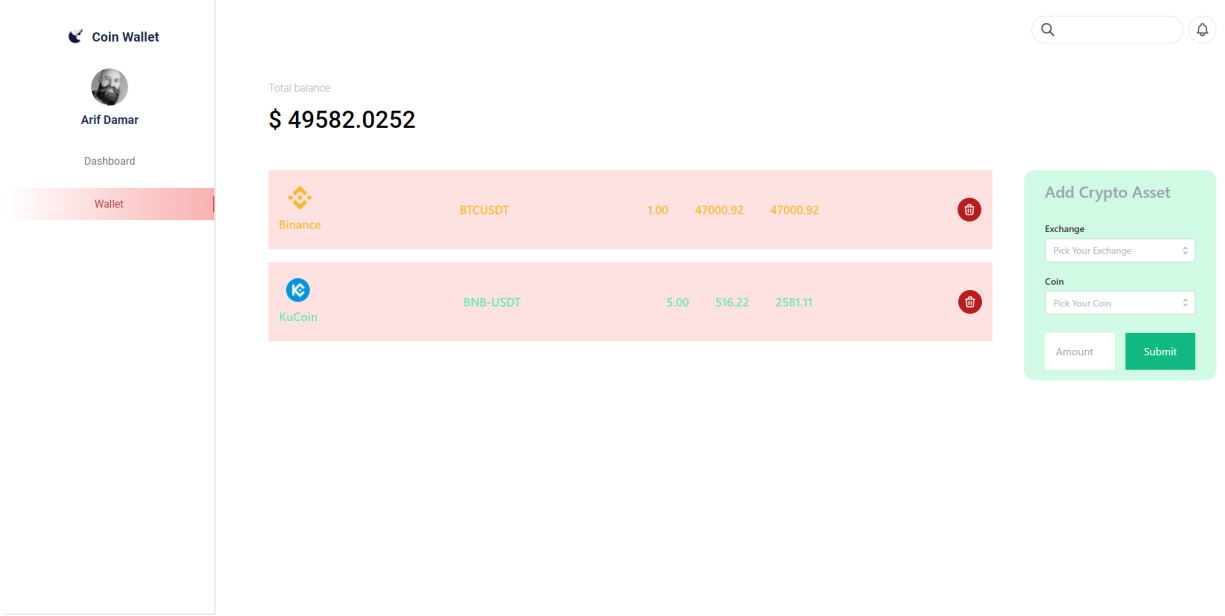 Coin Wallet
Arif Damar
Dashboard
Wallet
Total balance
$ 49582.0252
Binance
BTCUSDT 1.00 47000.92 47000.92
KuCoin
BNB-USDT 5.00 516.22 2581.11
Add Crypto Asset
Exchange
Pick Your Exchange
Coin
Pick Your Coin
Amount Submit